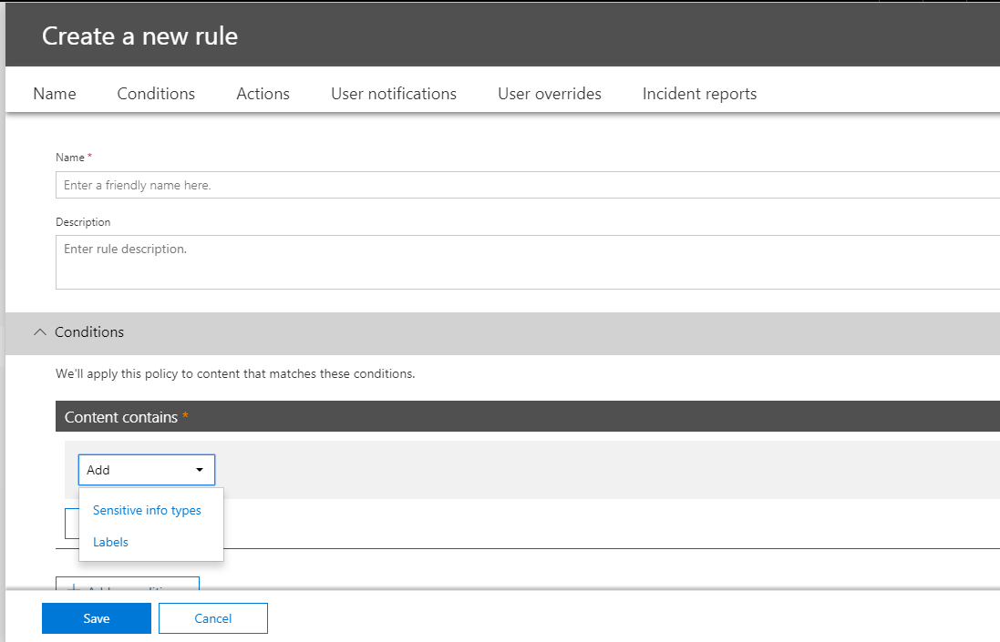 Create a new rule
Name Conditions Actions User notifications User overrides Incident reports
Name *
Enter a friendly name here.
Description
Enter rule description.
Conditions
We'll apply this policy to content that matches these conditions.
Content contains *
Add
Sensitive info types
Labels
Save Cancel